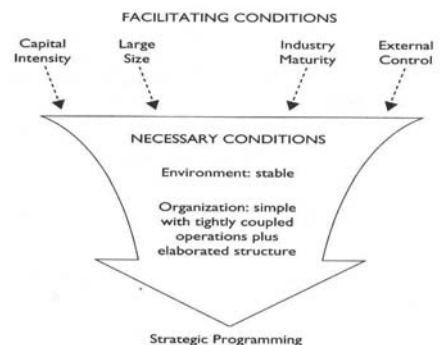 FACILITATING CONDITIONS
Capital Intensity
Large Size
Industry Maturity
External Control
NECESSARY CONDITIONS
Environment: stable
Organization: simple
with tightly coupled
operations plus
elaborated structure
Strategic Programming